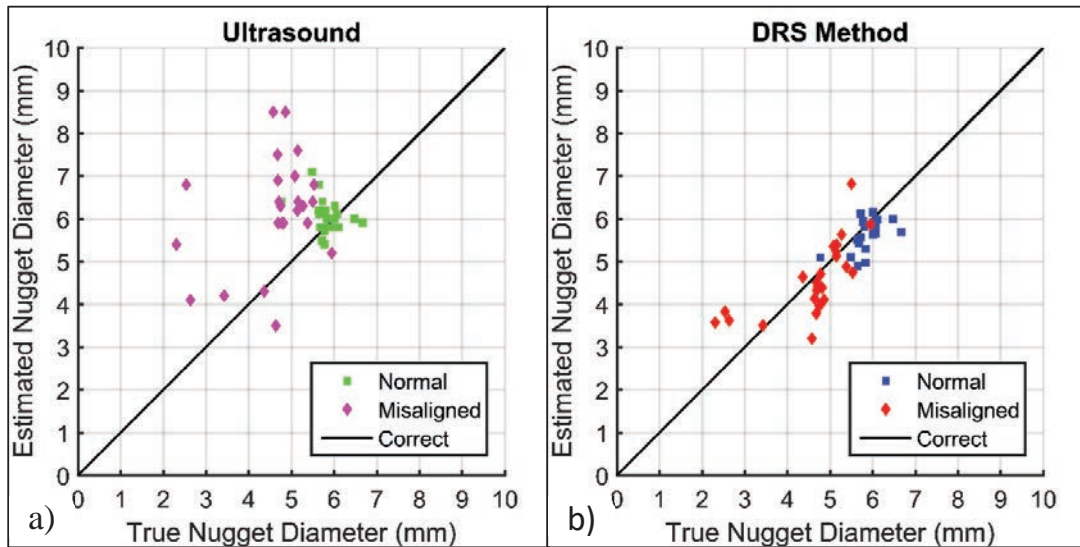 Ultrasound
10
9
8
7
6
5
4
3
2
1
0
Estimated Nugget Diameter (mm)
Normal
Misaligned
Correct
0 1 2 3 4 5 6 7 8 9 10
a) True Nugget Diameter (mm)
DRS Method
10
9
8
7
6
5
4
3
2
1
0
Estimated Nugget Diameter (mm)
Normal
Misaligned
Correct
0 1 2 3 4 5 6 7 8 9 10
b) True Nugget Diameter (mm)